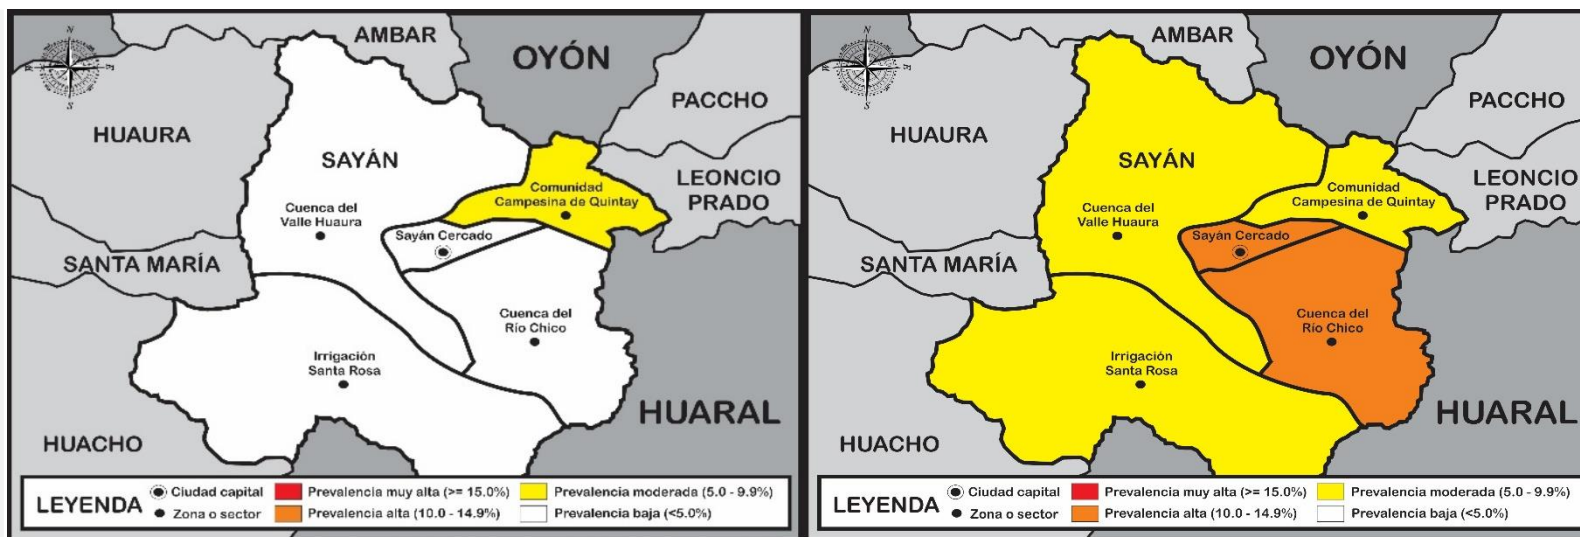 AMBAR
OYÓN
PACCHO
HUAURA
SAYÁN
LEONCIO
PRADO
Comunidad
Campesina de Quintay
Cuenca del
Valle Huaura
Sayán Cercado
SANTA MARÍA
Cuenca del
Río Chico
Irrigación
Santa Rosa
HUARAL
HUACHO
LEYENDA
Ciudad capital
Zona o sector
Prevalencia muy alta (>= 15.0%)
Prevalencia alta (10.0 - 14.9%)
Prevalencia moderada (5.0 - 9.9%)
Prevalencia baja (<5.0%)
AMBAR
OYÓN
PACCHO
HUAURA
SAYÁN
LEONCIO
PRADO
Comunidad
Campesina de Quintay
Cuenca del
Valle Huaura
Sayán Cercado
SANTA MARÍA
Cuenca del
Río Chico
Irrigación
Santa Rosa
HUARAL
HUACHO
LEYENDA
Ciudad capital
Zona o sector
Prevalencia muy alta (>= 15.0%)
Prevalencia alta (10.0 - 14.9%)
Prevalencia moderada (5.0 - 9.9%)
Prevalencia baja (<5.0%)